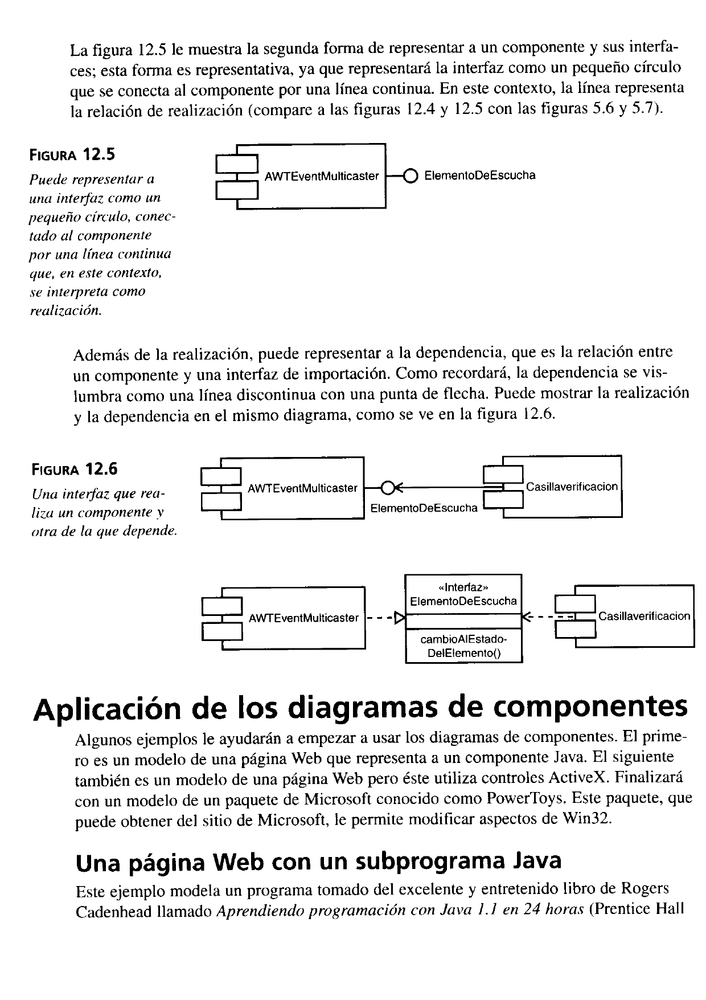 La figura 12.5 le muestra la segunda forma de representar a un componente y sus interfa-
ces; esta forma es representativa, ya que representará la interfaz como un pequeño círculo
que se conecta al componente por una línea continua. En este contexto, la línea representa
la relación de realización (compare a las figuras 12.4 y 12.5 con las figuras 5.6 y 5.7).
FIGURA 12.5
Puede representar a
una interfaz como un
pequeño círculo, conec-
tado al componente
por una línea continua
que, en este contexto,
se interpreta como
realización.
AWTEventMulticaster
ElementoDeEscucha
Además de la realización, puede representar a la dependencia, que es la relación entre
un componente y una interfaz de importación. Como recordará, la dependencia se vis-
lumbra como una línea discontinua con una punta de flecha. Puede mostrar la realización
y la dependencia en el mismo diagrama, como se ve en la figura 12.6.
FIGURA 12.6
Una interfaz que rea-
liza un componente y
otra de la que depende.
AWTEventMulticaster
ElementoDeEscucha
Casillaverificacion
AWTEventMulticaster
«Interfaz»
ElementoDeEscucha
cambioAlEstado-
DelElemento()
Casillaverificacion
Aplicación de los diagramas de componentes
Algunos ejemplos le ayudarán a empezar a usar los diagramas de componentes. El prime-
ro es un modelo de una página Web que representa a un componente Java. El siguiente
también es un modelo de una página Web pero éste utiliza controles ActiveX. Finalizará
con un modelo de un paquete de Microsoft conocido como PowerToys. Este paquete, que
puede obtener del sitio de Microsoft, le permite modificar aspectos de Win32.
Una página Web con un subprograma Java
Este ejemplo modela un programa tomado del excelente y entretenido libro de Rogers
Cadenhead llamado Aprendiendo programación con Java 1.1 en 24 horas (Prentice Hall